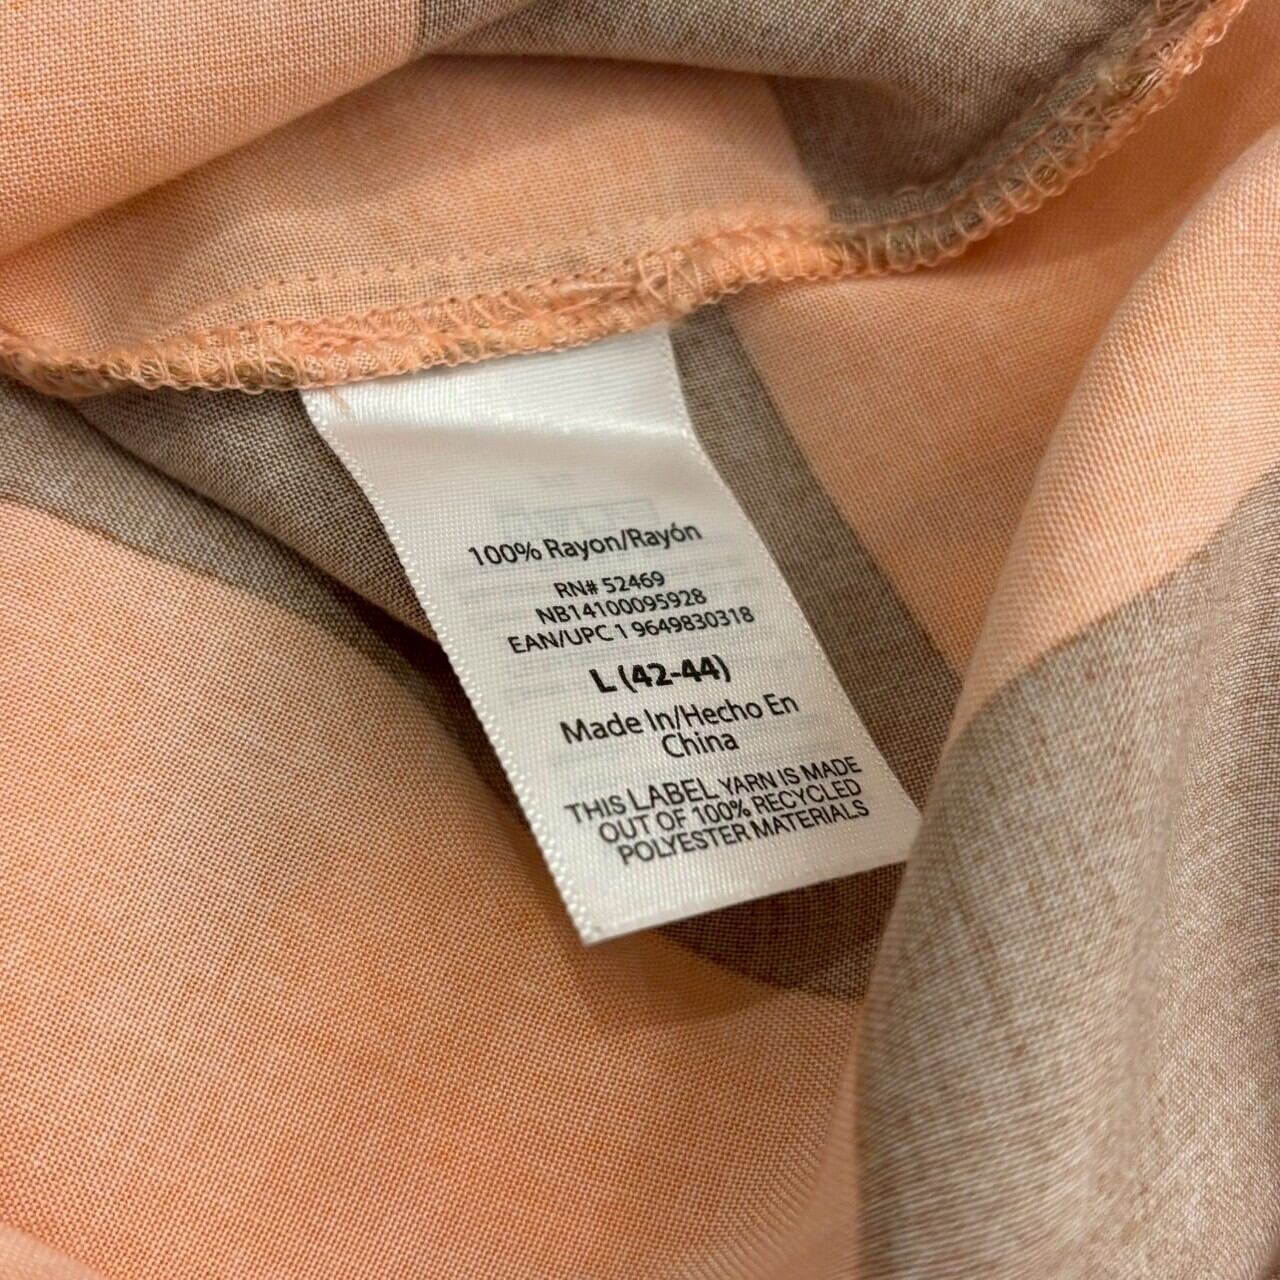 100% Rayon/Rayón
RN# 52469
NB14100095928
EAN/UPC 1 9649830318
L (42-44)
Made In/Hecho En
China
THIS LABEL YARN IS MADE
OUT OF 100% RECYCLED
POLYESTER MATERIALS